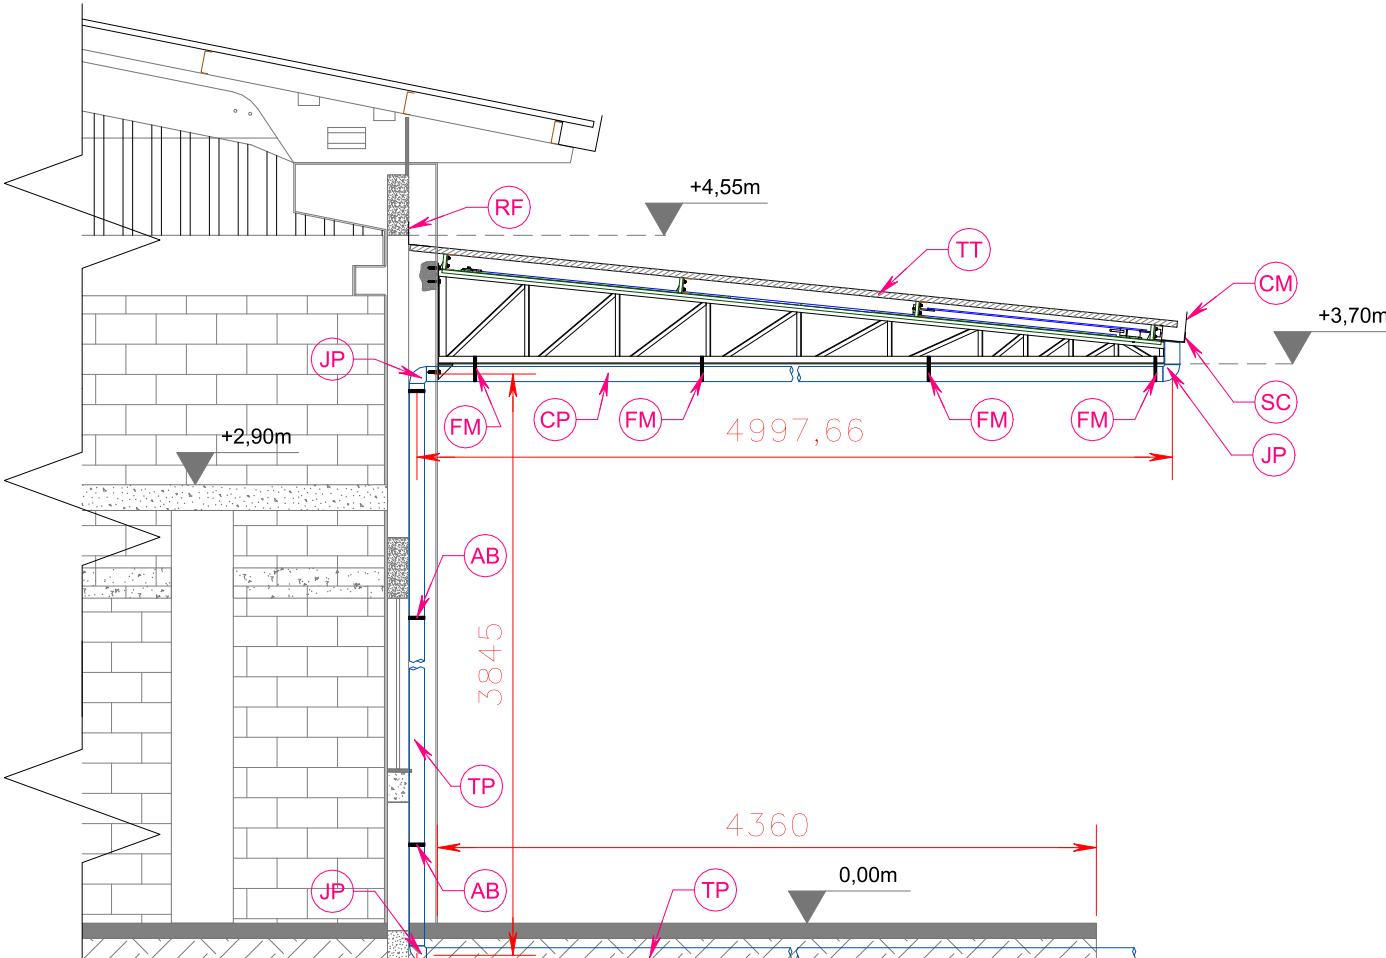 +4,55m
RF
TT
CM
+3,70m
JP
FM
CP
FM
FM
FM
SC
4997,66
+2,90m
JP
AB
3845
TP
4360
0,00m
JP
AB
TP